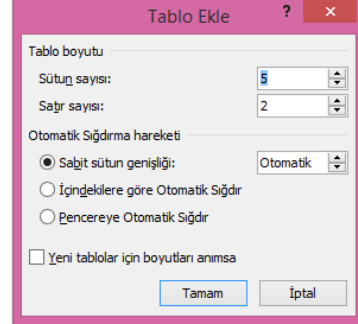 Tablo Ekle ? ×
Tablo boyutu
Sütun sayısı: 5
Satır sayısı: 2
Otomatik Sığdırma hareketi
Sabit sütun genişliği: Otomatik
İçindekilere göre Otomatik Sığdır
Pencereye Otomatik Sığdır
Yeni tablolar için boyutları anımsa
Tamam İptal